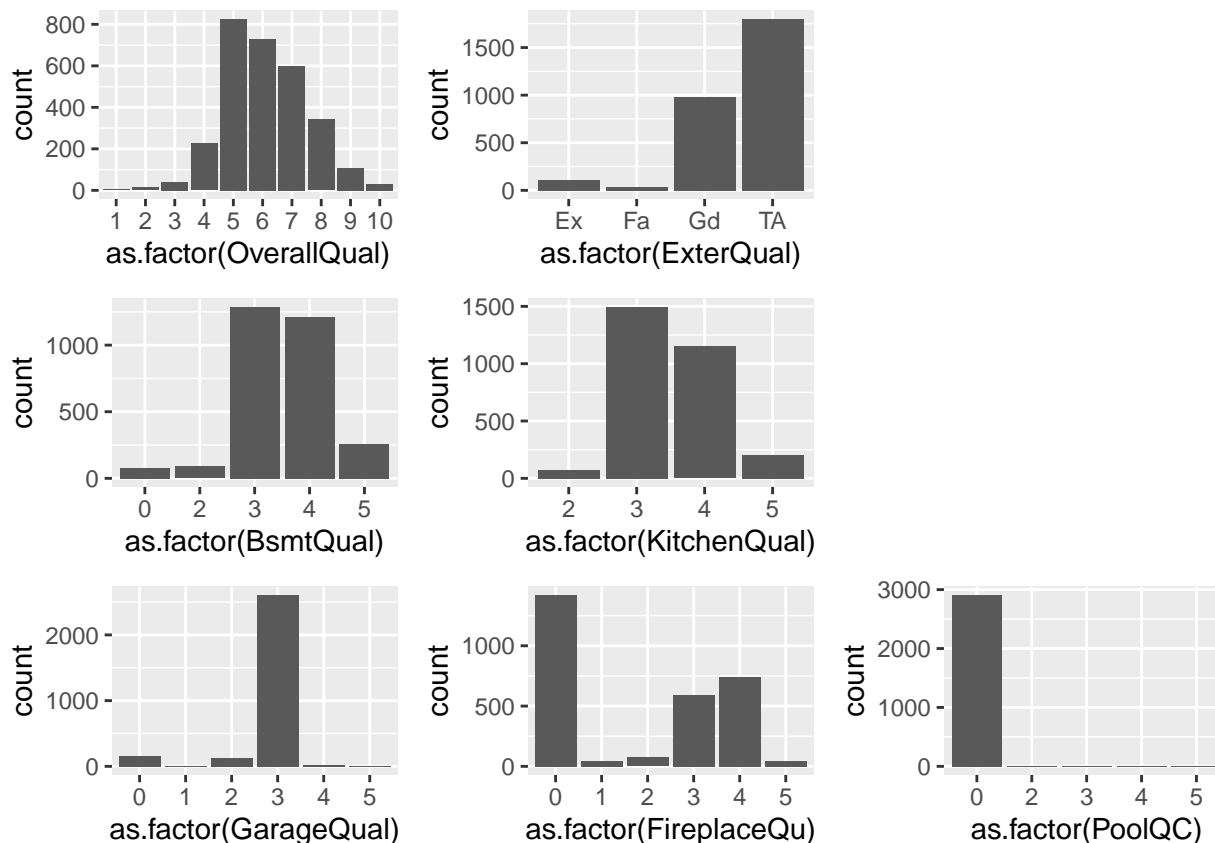 count
800
600
400
200
0
1 2 3 4 5 6 7 8 9 10
as.factor(OverallQual)
count
1500
1000
500
0
Ex Fa Gd TA
as.factor(ExterQual)
count
1000
500
0
0 2 3 4 5
as.factor(BsmtQual)
count
1500
1000
500
0
2 3 4 5
as.factor(KitchenQual)
count
2000
1000
0
0 1 2 3 4 5
as.factor(GarageQual)
count
1000
500
0
0 1 2 3 4 5
as.factor(FireplaceQu)
count
3000
2000
1000
0
0 2 3 4 5
as.factor(PoolQC)